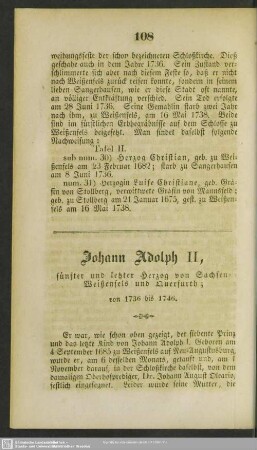 108
weihungsfeste der schon bezeichneten Schloßkirche. Dieß
geschahe auch in dem Jahr 1736. Sein Zustand ver-
schlimmerte sich aber nach diesem Feste so, daß er nicht
nach Weißenfels zurück reisen konnte, sondern in seinem
lieben Sangerhausen, wie er diese Stadt oft nannte,
an völliger Entkräftung verschied. Sein Tod erfolgte
am 28 Juni 1736. Seine Gemahlin starb zwei Jahr
nach ihm, zu Weißenfels, am 16 Mai 1738. Beide
sind im fürstlichen Erbbegräbnisse auf dem Schlosse zu
Weißenfels beigesetzt. Man findet daselbst folgende
Nachweisung:
Tafel II.
sub num. 30) Herzog Christian, geb. zu Wei-
ßenfels am 23 Februar 1682; starb zu Sangerhausen
am 8 Juni 1736.
num. 31) Herzogin Luise Christiane, geb. Grä-
fin von Stollberg, verwittwete Gräfin von Mannsfeld;
geb. zu Stollberg am 21 Januar 1675, gest. zu Weißen-
fels am 16 Mai 1738.
Johann Adolph II,
fünfter und letzter Herzog von Sachsen-
Weißenfels und Querfurth;
von 1736 bis 1746.
Er war, wie schon oben gezeigt, der siebente Prinz
und das letzte Kind von Johann Adolph I. Geboren am
4 September 1685 zu Weißenfels auf Neu-Augustusburg,
wurde er, am 6 desselben Monats, getauft und, am 1
November darauf, in der Schloßkirche daselbst, von dem
damaligen Oberhofprediger, Lic. Johann August Oleario,
festlich eingesegnet. Leider wurde seine Mutter, die